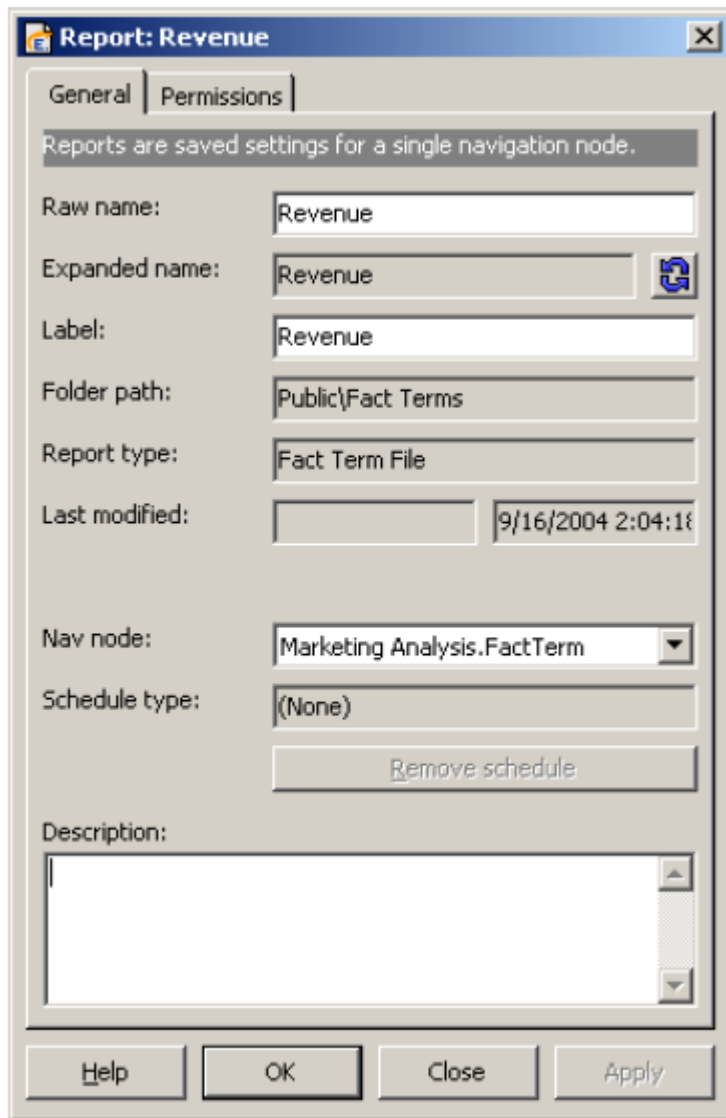 Report: Revenue
General Permissions
Reports are saved settings for a single navigation node.
Raw name: Revenue
Expanded name: Revenue
Label: Revenue
Folder path: Public\Fact Terms
Report type: Fact Term File
Last modified: 9/16/2004 2:04:18
Nav node: Marketing Analysis.FactTerm
Schedule type: (None)
Remove schedule
Description:
Help OK Close Apply